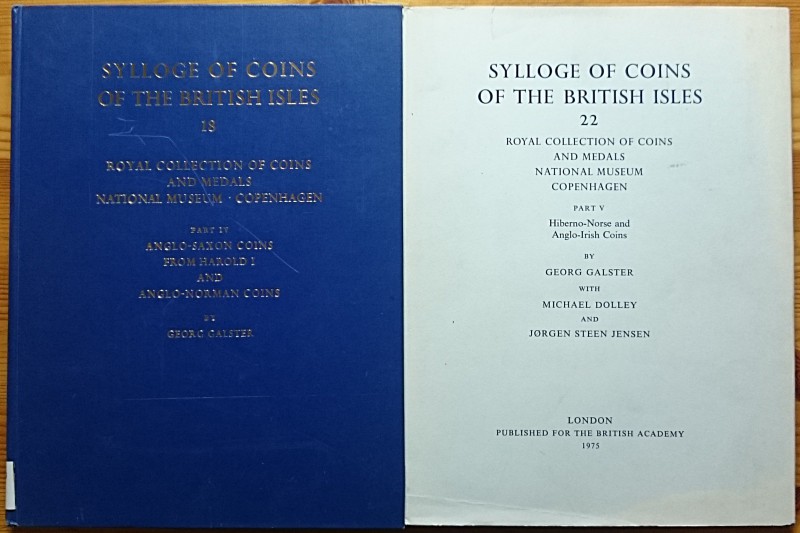 SYLLOGE OF COINS
OF THE BRITISH ISLES
18
ROYAL COLLECTION OF COINS
AND MEDALS
NATIONAL MUSEUM · COPENHAGEN
PART IV
ANGLO-SAXON COINS
FROM HAROLD I
AND
ANGLO-NORMAN COINS
BY
GEORG GALSTER
SYLLOGE OF COINS
OF THE BRITISH ISLES
22
ROYAL COLLECTION OF COINS
AND MEDALS
NATIONAL MUSEUM
COPENHAGEN
PART V
Hiberno-Norse and
Anglo-Irish Coins
BY
GEORG GALSTER
WITH
MICHAEL DOLLEY
AND
JØRGEN STEEN JENSEN
LONDON
PUBLISHED FOR THE BRITISH ACADEMY
1975